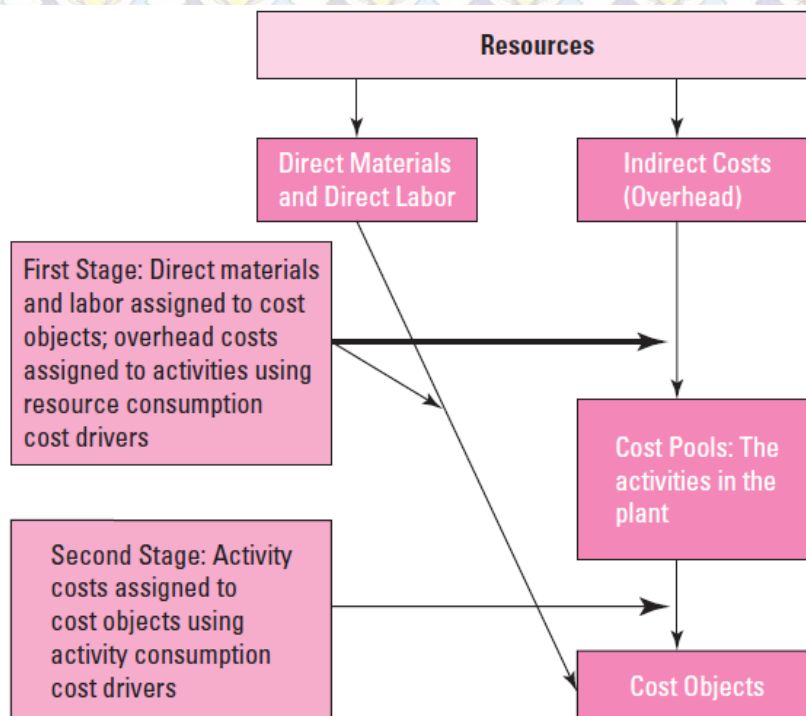 Resources
Direct Materials
and Direct Labor
Indirect Costs
(Overhead)
First Stage: Direct materials
and labor assigned to cost
objects; overhead costs
assigned to activities using
resource consumption
cost drivers
Cost Pools: The
activities in the
plant
Second Stage: Activity
costs assigned to
cost objects using
activity consumption
cost drivers
Cost Objects